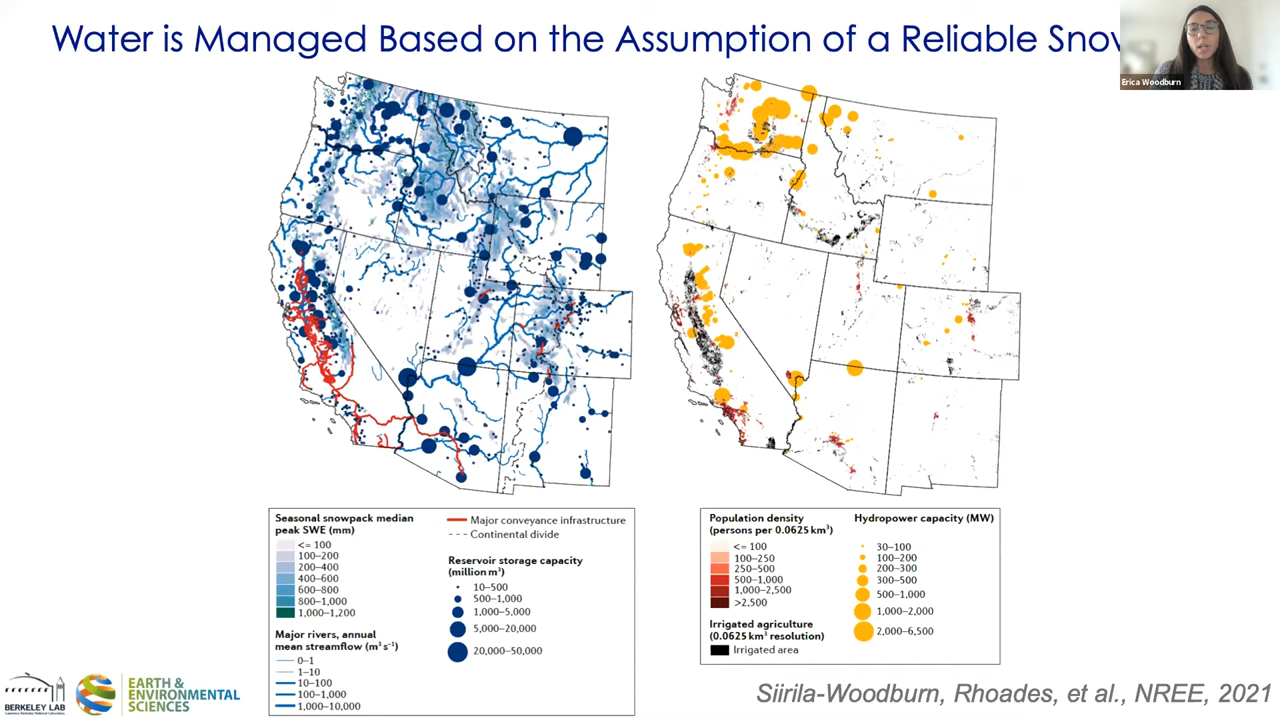 Water is Managed Based on the Assumption of a Reliable Snow
Erica Woodburn
Seasonal snowpack median
peak SWE (mm)
<= 100
100–200
200–400
400–600
600–800
800–1,000
1,000–1,200
Major rivers, annual
mean streamflow (m³ s⁻¹)
0–1
1–10
10–100
100–1,000
1,000–10,000
Major conveyance infrastructure
Continental divide
Reservoir storage capacity
(million m³)
10–500
500–1,000
1,000–5,000
5,000–20,000
20,000–50,000
Population density
(persons per 0.0625 km²)
<= 100
100–250
250–500
500–1,000
1,000–2,500
>2,500
Irrigated agriculture
(0.0625 km² resolution)
Irrigated area
Hydropower capacity (MW)
30–100
100–200
200–300
300–500
500–1,000
1,000–2,000
2,000–6,500
BERKELEY LAB
Lawrence Berkeley National Laboratory
EARTH &
ENVIRONMENTAL
SCIENCES
Siirila-Woodburn, Rhoades, et al., NREE, 2021